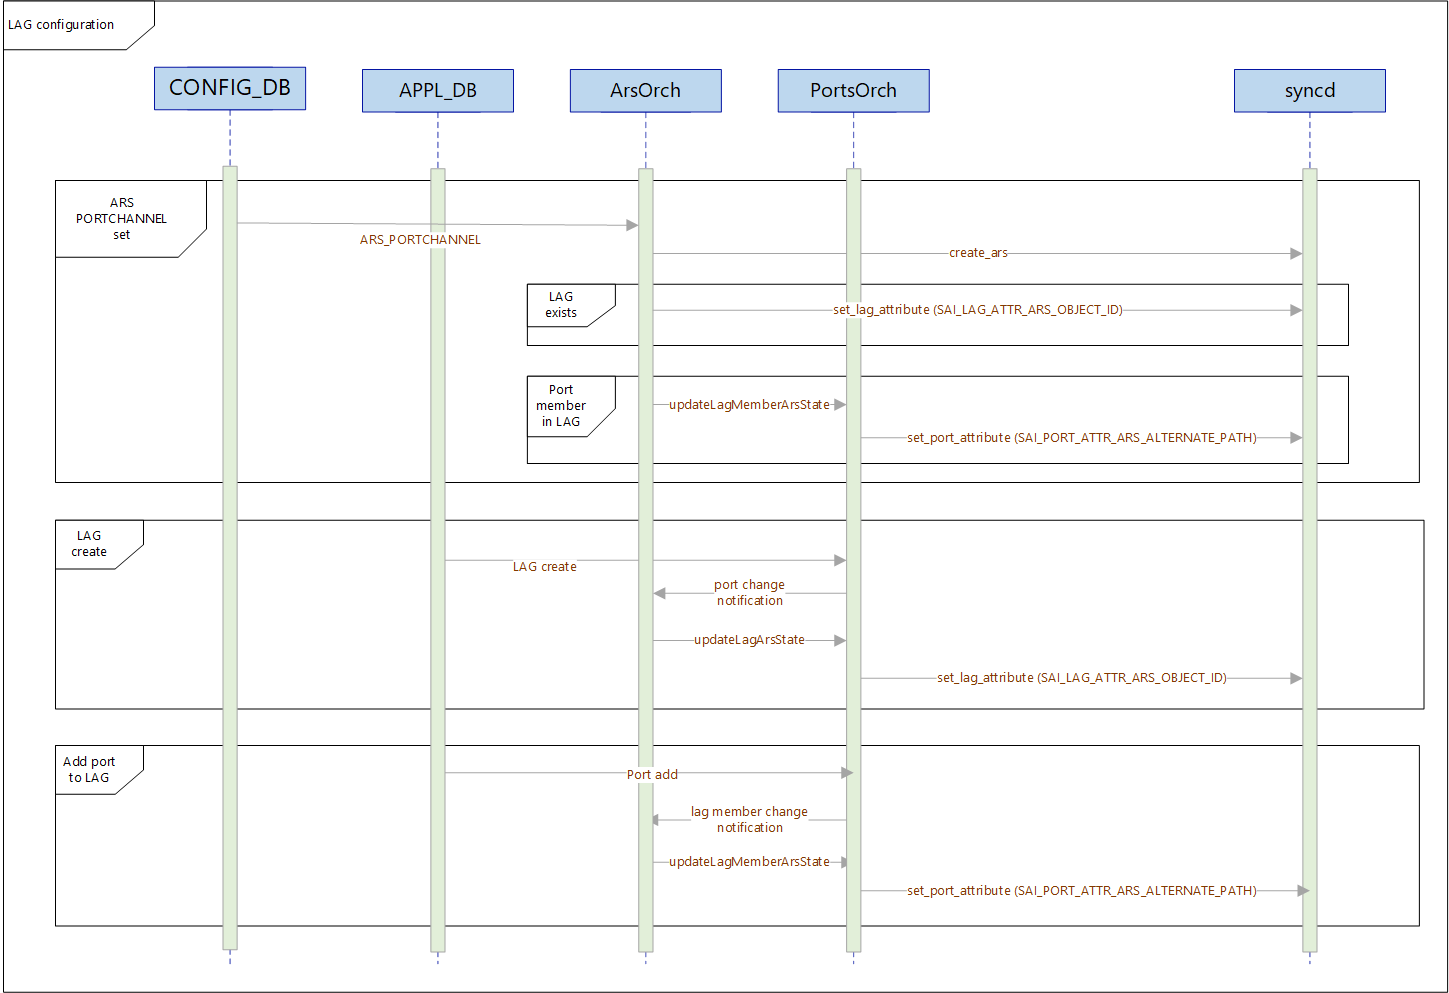 LAG configuration
CONFIG_DB
APPL_DB
ArsOrch
PortsOrch
syncd
ARS
PORTCHANNEL
set
ARS_PORTCHANNEL
create_ars
LAG
exists
set_lag_attribute (SAI_LAG_ATTR_ARS_OBJECT_ID)
Port
member
in LAG
updateLagMemberArsState
set_port_attribute (SAI_PORT_ATTR_ARS_ALTERNATE_PATH)
LAG
create
LAG create
port change
notification
updateLagArsState
set_lag_attribute (SAI_LAG_ATTR_ARS_OBJECT_ID)
Add port
to LAG
Port add
lag member change
notification
updateLagMemberArsState
set_port_attribute (SAI_PORT_ATTR_ARS_ALTERNATE_PATH)